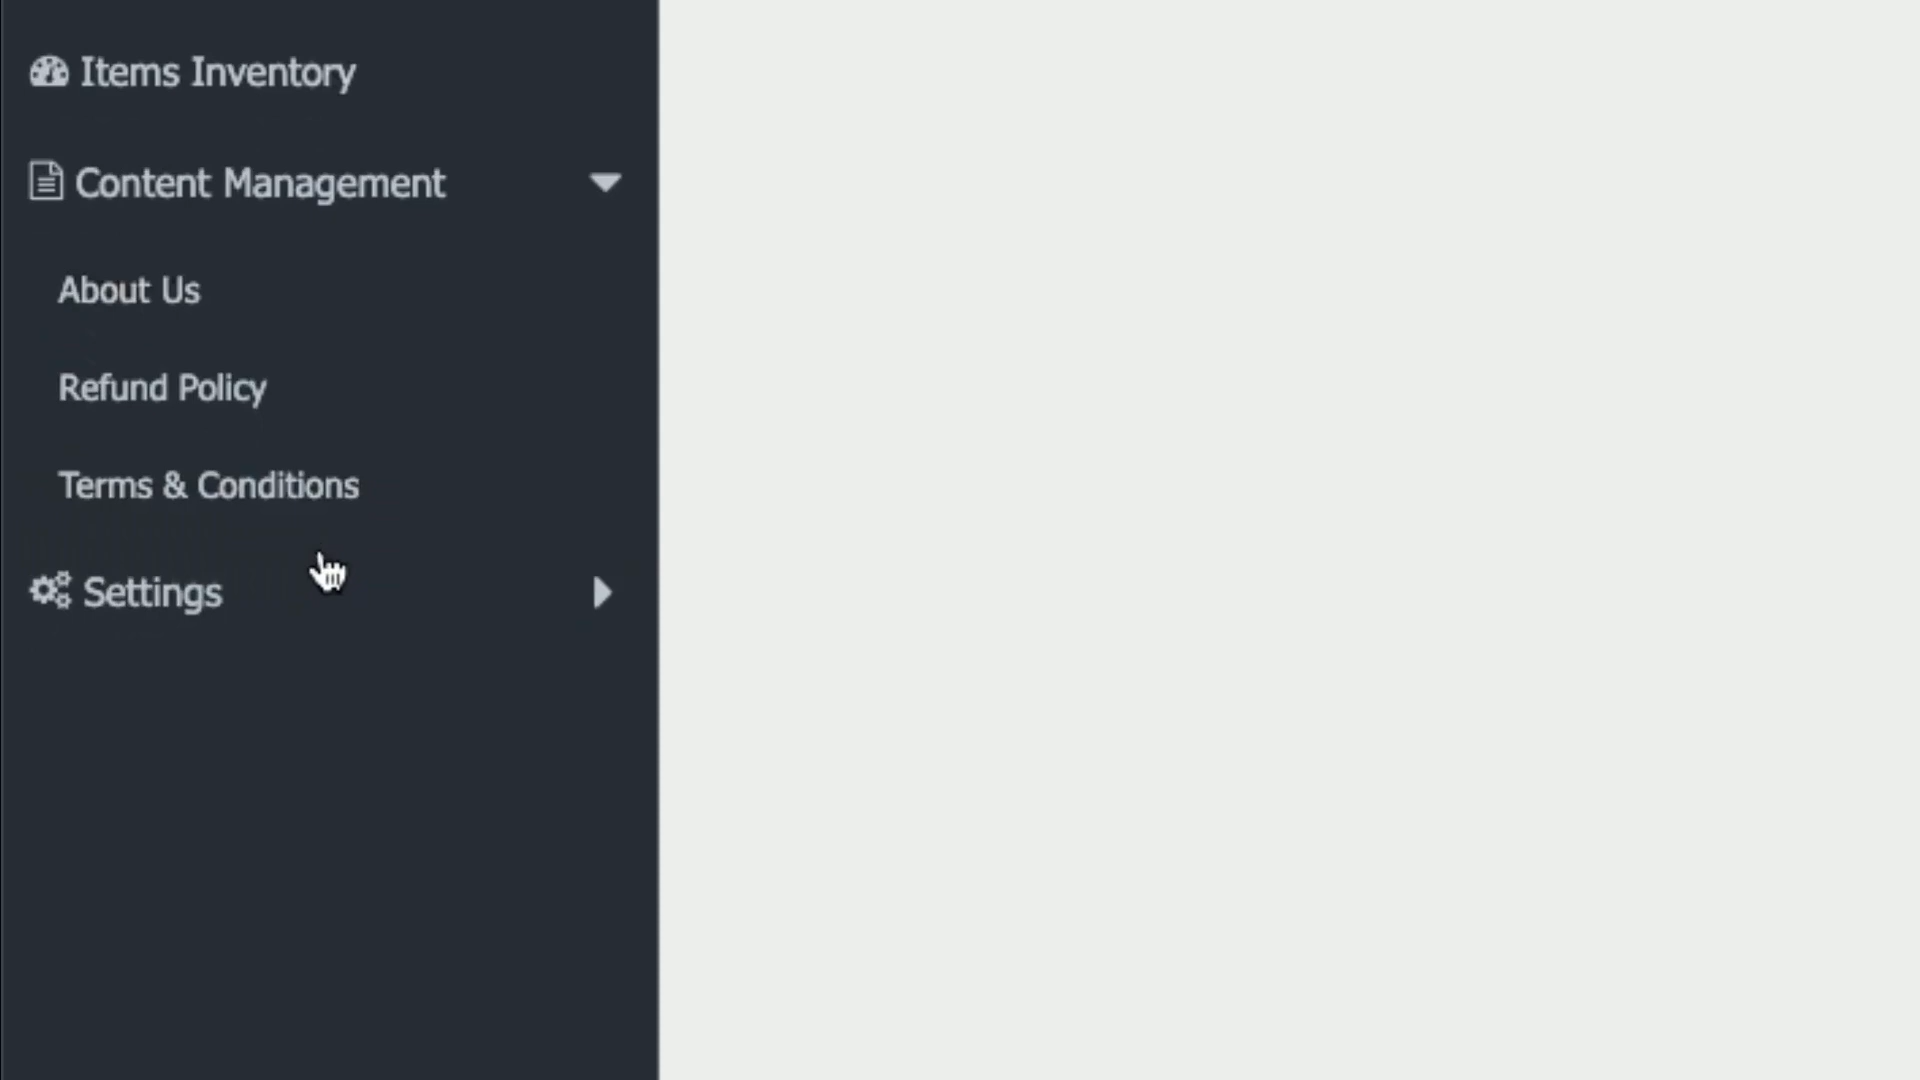 Items Inventory
Content Management
About Us
Refund Policy
Terms & Conditions
Settings